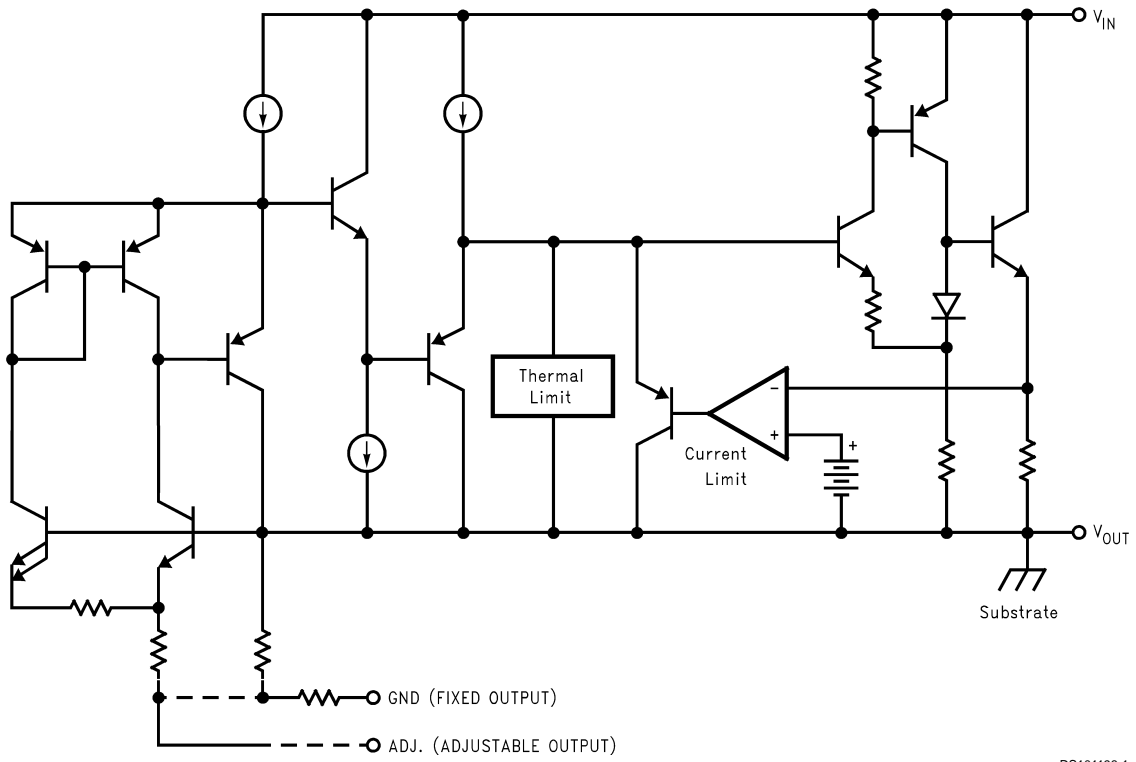 V_IN
Thermal
Limit
−
+
+
Current
Limit
V_OUT
Substrate
GND (FIXED OUTPUT)
ADJ. (ADJUSTABLE OUTPUT)